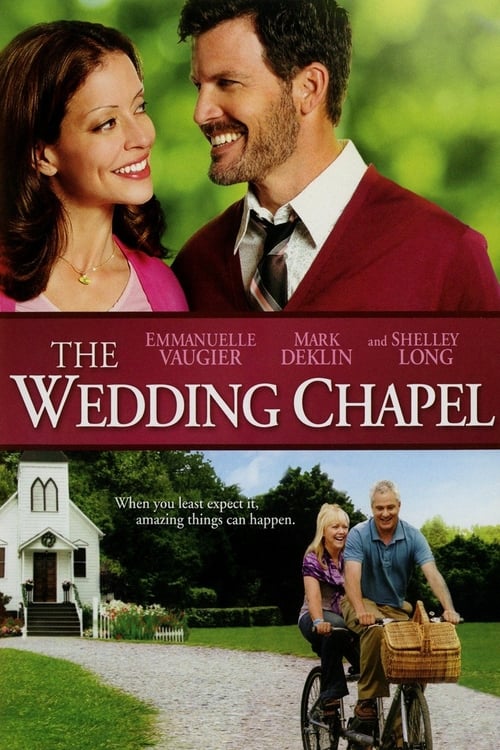 EMMANUELLE VAUGIER
MARK DEKLIN
and SHELLEY LONG
THE
WEDDING CHAPEL
When you least expect it,
amazing things can happen.